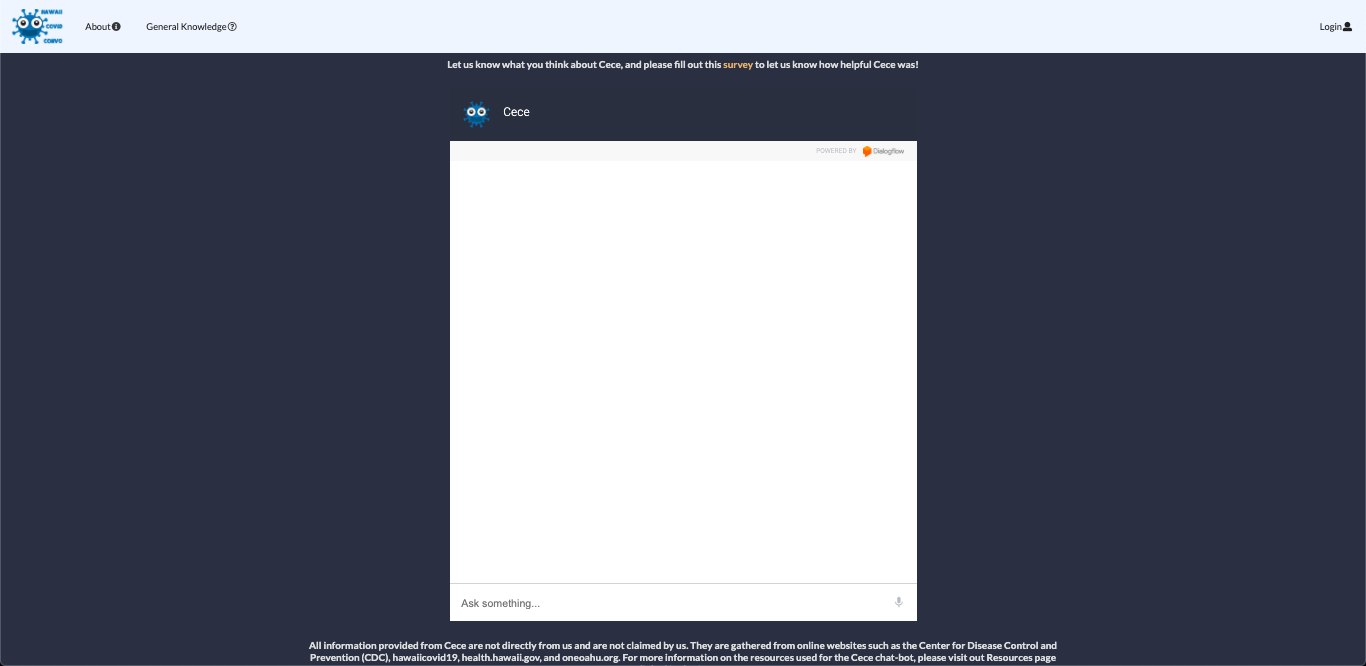 HAWAII
COVID
CONVO
About
General Knowledge
Login
Let us know what you think about Cece, and please fill out this survey to let us know how helpful Cece was!
Cece
POWERED BY Dialogflow
Ask something...
All information provided from Cece are not directly from us and are not claimed by us. They are gathered from online websites such as the Center for Disease Control and
Prevention (CDC), hawaiicovid19, health.hawaii.gov, and oneoahu.org. For more information on the resources used for the Cece chat-bot, please visit out Resources page